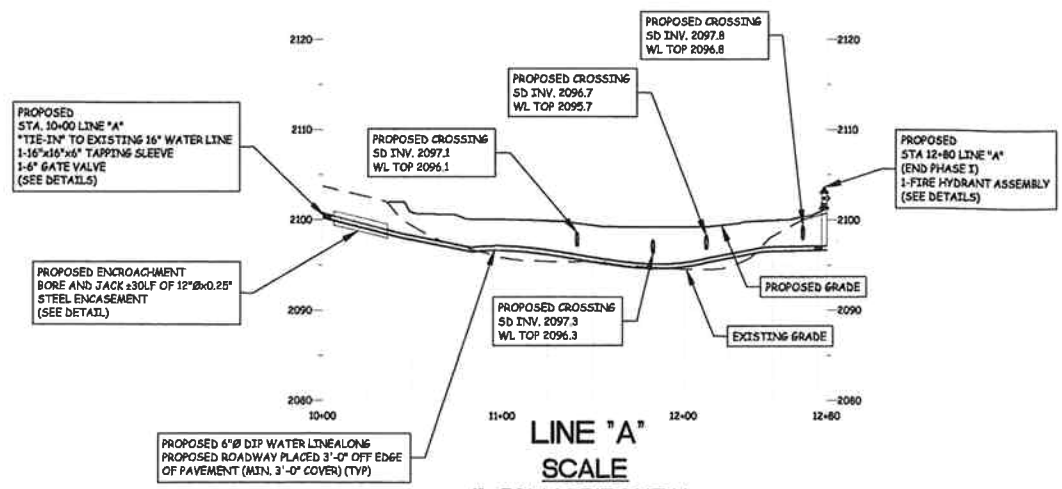 2120
2120
PROPOSED CROSSING
SD INV. 2097.8
WL TOP 2096.8
PROPOSED CROSSING
SD INV. 2096.7
WL TOP 2095.7
PROPOSED
STA. 10+00 LINE "A"
"TIE-IN" TO EXISTING 16" WATER LINE
1-16"x16"x6" TAPPING SLEEVE
1-6" GATE VALVE
(SEE DETAILS)
2110
2110
PROPOSED CROSSING
SD INV. 2097.1
WL TOP 2096.1
PROPOSED
STA 12+80 LINE "A"
(END PHASE I)
1-FIRE HYDRANT ASSEMBLY
(SEE DETAILS)
2100
2100
PROPOSED ENCROACHMENT
BORE AND JACK ±30LF OF 12"Øx0.25"
STEEL ENCASEMENT
(SEE DETAIL)
PROPOSED GRADE
2090
2090
PROPOSED CROSSING
SD INV. 2097.3
WL TOP 2096.3
EXISTING GRADE
2080
2080
10+00
11+00
12+00
12+80
PROPOSED 6"Ø DIP WATER LINEALONG
PROPOSED ROADWAY PLACED 3'-0" OFF EDGE
OF PAVEMENT (MIN. 3'-0" COVER) (TYP)
LINE "A"
SCALE